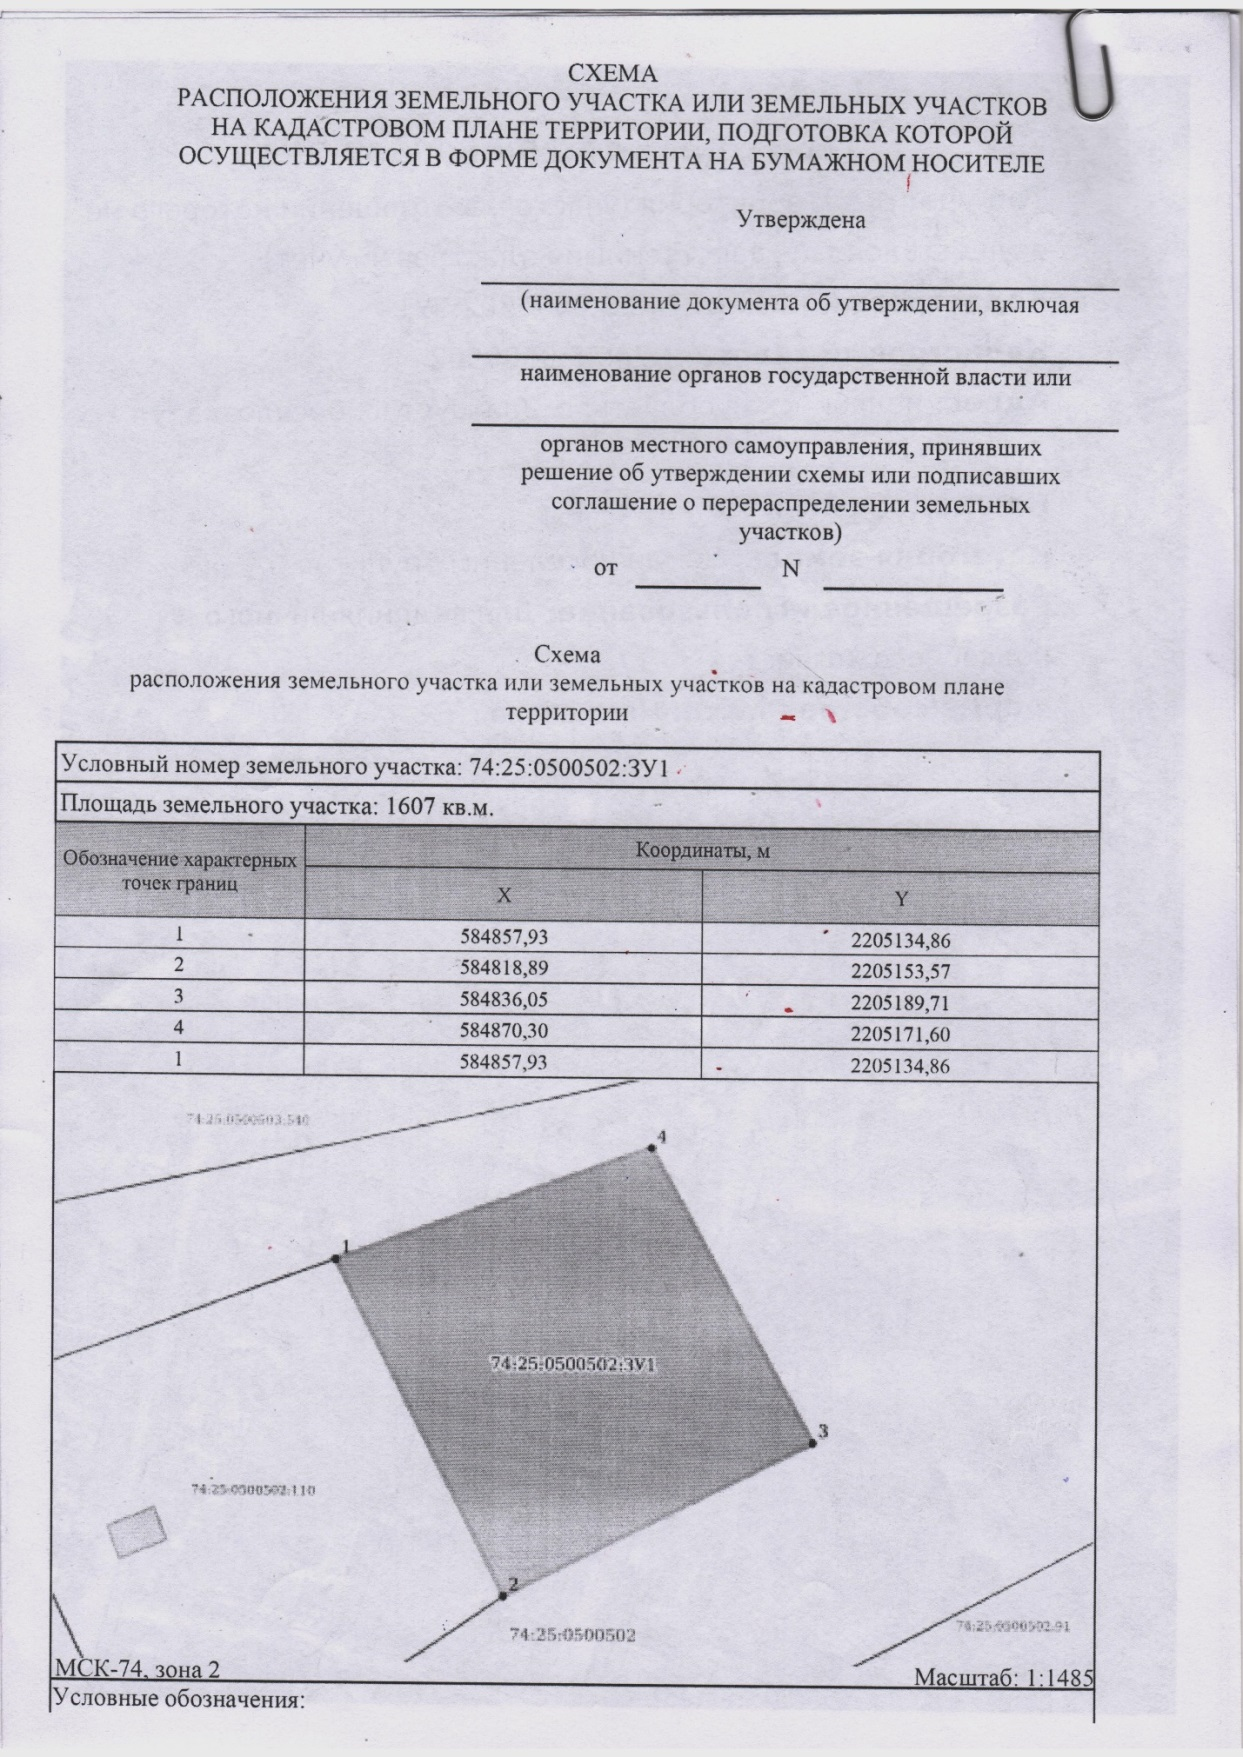 СХЕМА
РАСПОЛОЖЕНИЯ ЗЕМЕЛЬНОГО УЧАСТКА ИЛИ ЗЕМЕЛЬНЫХ УЧАСТКОВ
НА КАДАСТРОВОМ ПЛАНЕ ТЕРРИТОРИИ, ПОДГОТОВКА КОТОРОЙ
ОСУЩЕСТВЛЯЕТСЯ В ФОРМЕ ДОКУМЕНТА НА БУМАЖНОМ НОСИТЕЛЕ
Утверждена
(наименование документа об утверждении, включая
наименование органов государственной власти или
органов местного самоуправления, принявших
решение об утверждении схемы или подписавших
соглашение о перераспределении земельных
участков)
от N
Схема
расположения земельного участка или земельных участков на кадастровом плане
территории
Условный номер земельного участка: 74:25:0500502:ЗУ1
Площадь земельного участка: 1607 кв.м.
Обозначение характерных
точек границ
Координаты, м
X Y
1 584857,93 2205134,86
2 584818,89 2205153,57
3 584836,05 2205189,71
4 584870,30 2205171,60
1 584857,93 2205134,86
74:25:0500503:540
4
1
74:25:0500502:ЗУ1
3
74:25:0500502:110
2
74:25:0500502
74:25:0500502:91
МСК-74, зона 2
Масштаб: 1:1485
Условные обозначения: